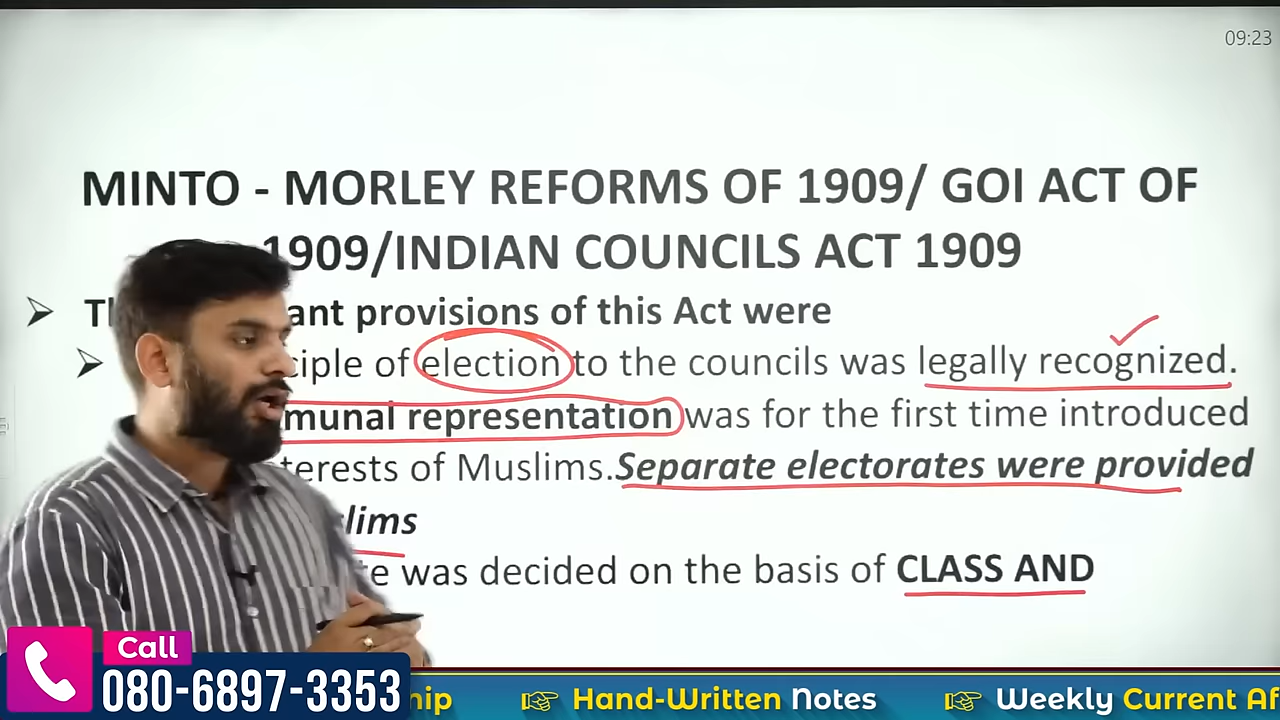 09:23
MINTO - MORLEY REFORMS OF 1909/ GOI ACT OF
1909/INDIAN COUNCILS ACT 1909
ant provisions of this Act were
ciple of election to the councils was legally recognized.
munal representation was for the first time introduced
terests of Muslims. Separate electorates were provided
slims
e was decided on the basis of CLASS AND
Call
080-6897-3353
ip Hand-Written Notes Weekly Current Af